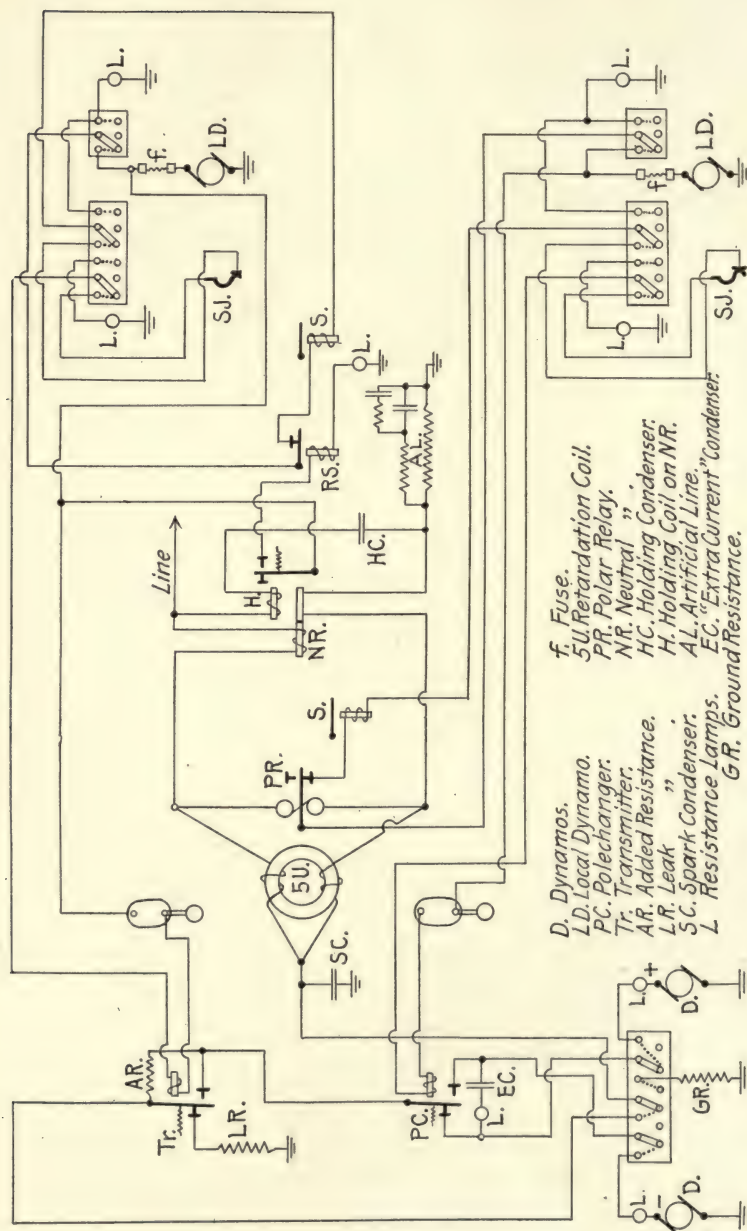 L.
L.
f.
LD.
SJ.
S.
L.
RS.
AL.
Line
HC.
H.
NR.
S.
PR.
5U.
SC.
AR.
Tr.
LR.
PC.
L.
EC.
L.
L.
f
LD.
SJ.
L.
-
D.
GR.
L.
+
D.
D. Dynamos.
LD. Local Dynamo.
PC. Polechanger.
Tr. Transmitter.
AR. Added Resistance.
LR. Leak „
SC. Spark Condenser.
L Resistance Lamps.
GR. Ground Resistance.
f. Fuse.
5U. Retardation Coil.
PR. Polar Relay.
NR. Neutral „
HC. Holding Condenser.
H. Holding Coil on NR.
AL. Artificial Line.
EC. "Extra Current" Condenser.